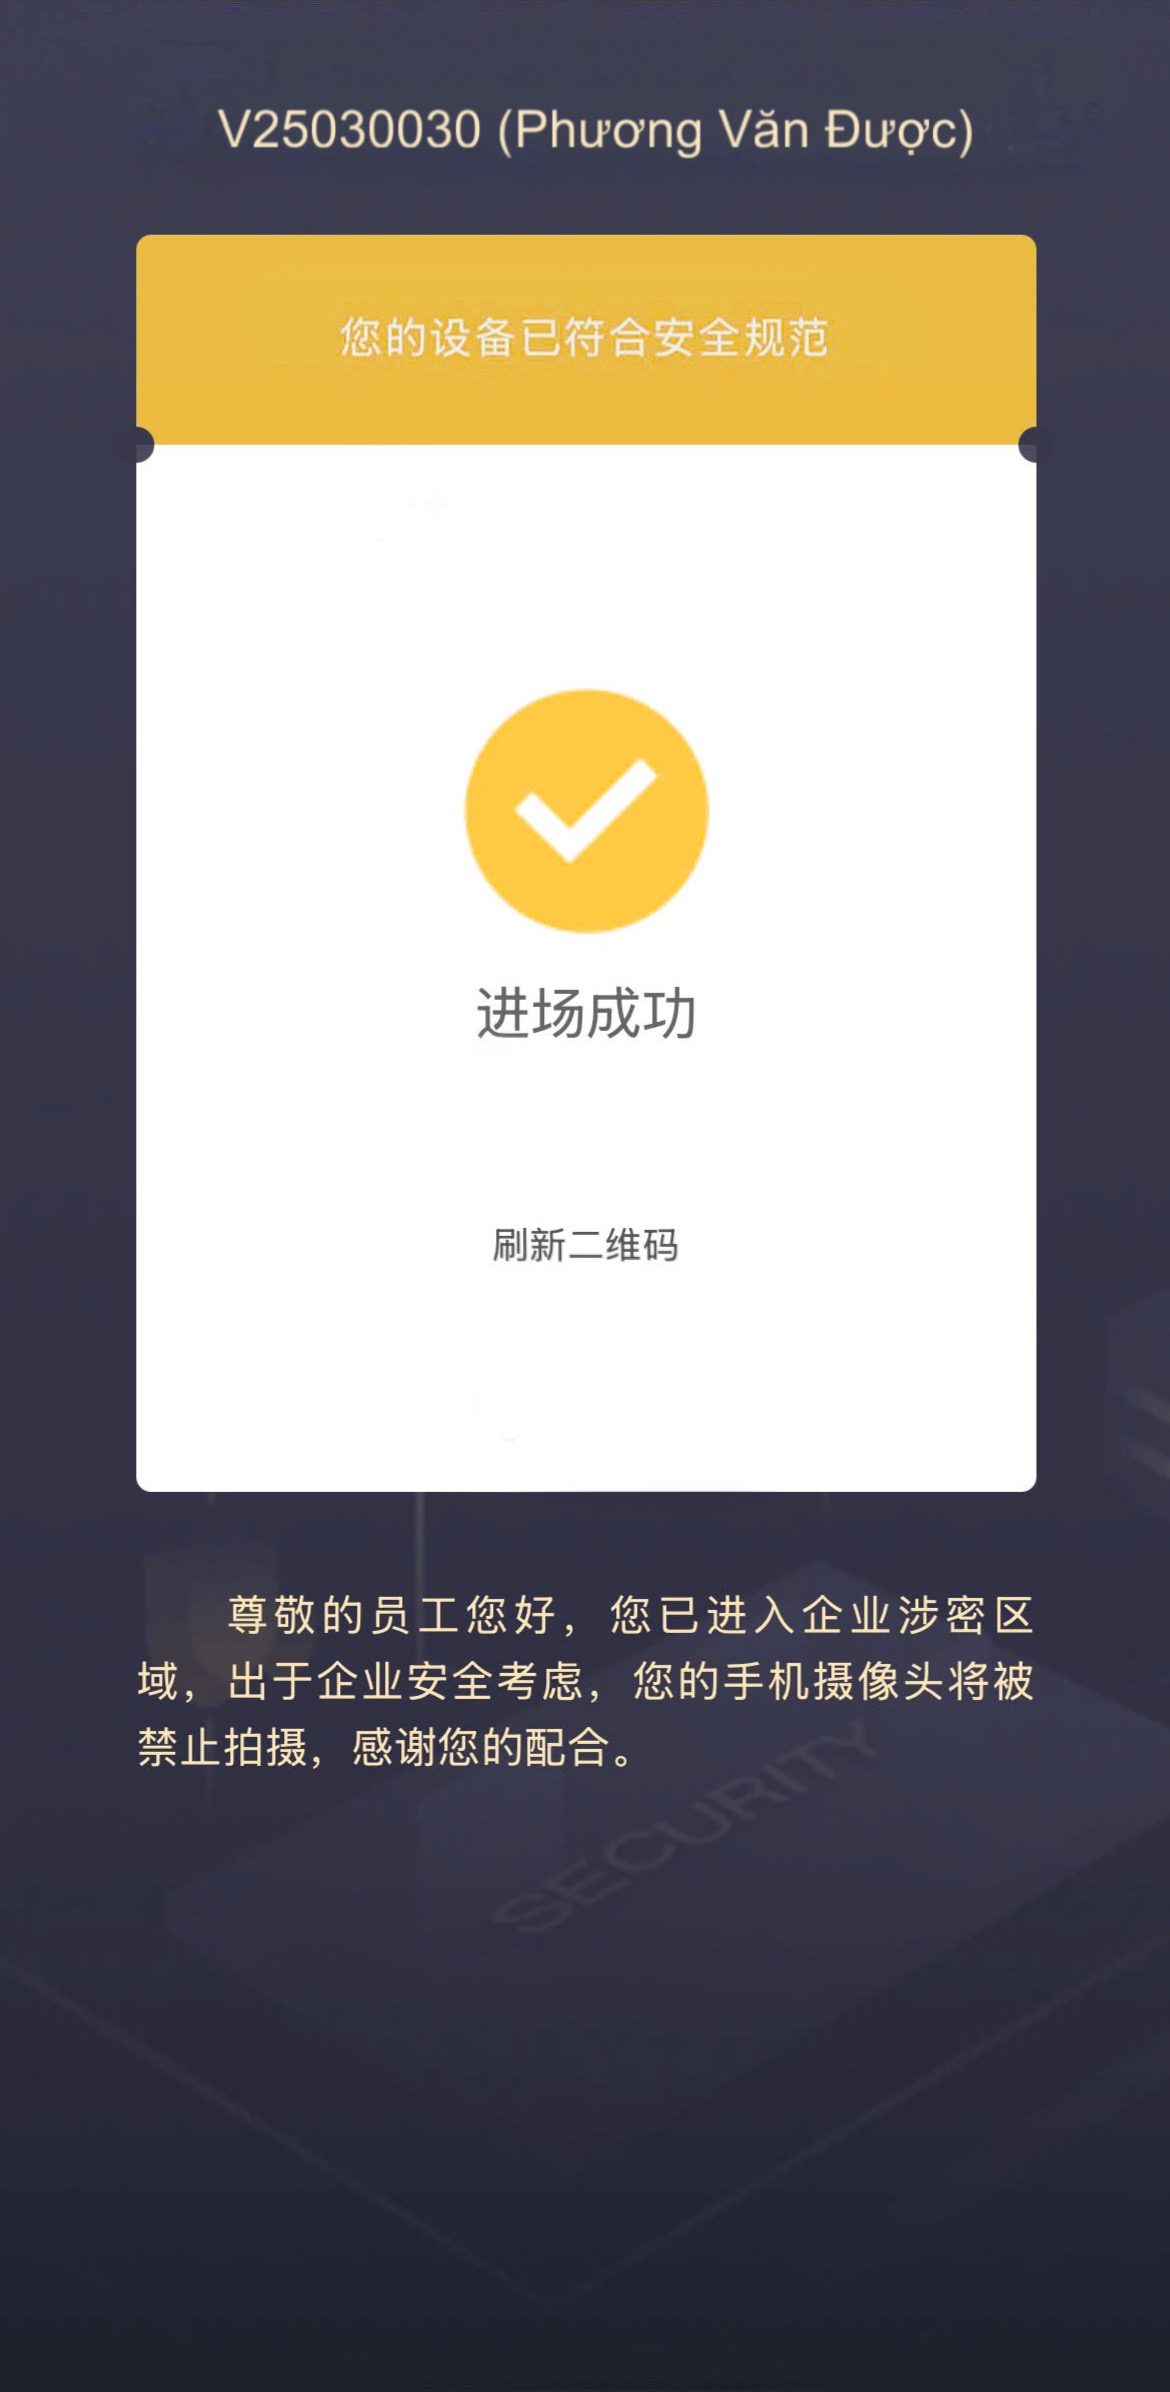 V25030030 (Phương Văn Được)
您的设备已符合安全规范
进场成功
刷新二维码
尊敬的员工您好，您已进入企业涉密区
域，出于企业安全考虑，您的手机摄像头将被
禁止拍摄，感谢您的配合。
SECURITY